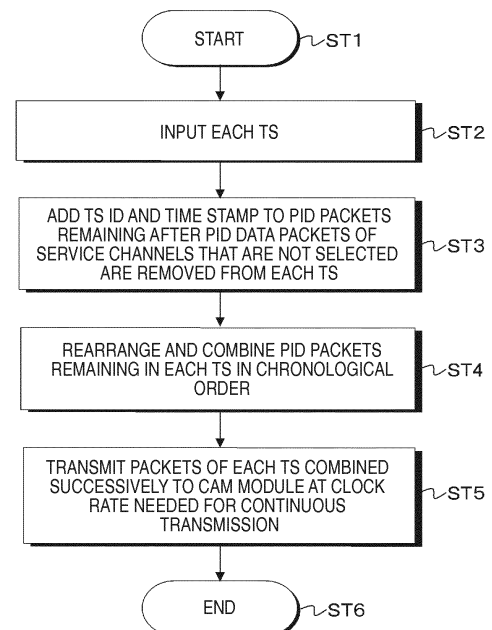 START
ST1
INPUT EACH TS
ST2
ADD TS ID AND TIME STAMP TO PID PACKETS
REMAINING AFTER PID DATA PACKETS OF
SERVICE CHANNELS THAT ARE NOT SELECTED
ARE REMOVED FROM EACH TS
ST3
REARRANGE AND COMBINE PID PACKETS
REMAINING IN EACH TS IN CHRONOLOGICAL
ORDER
ST4
TRANSMIT PACKETS OF EACH TS COMBINED
SUCCESSIVELY TO CAM MODULE AT CLOCK
RATE NEEDED FOR CONTINUOUS
TRANSMISSION
ST5
END
ST6